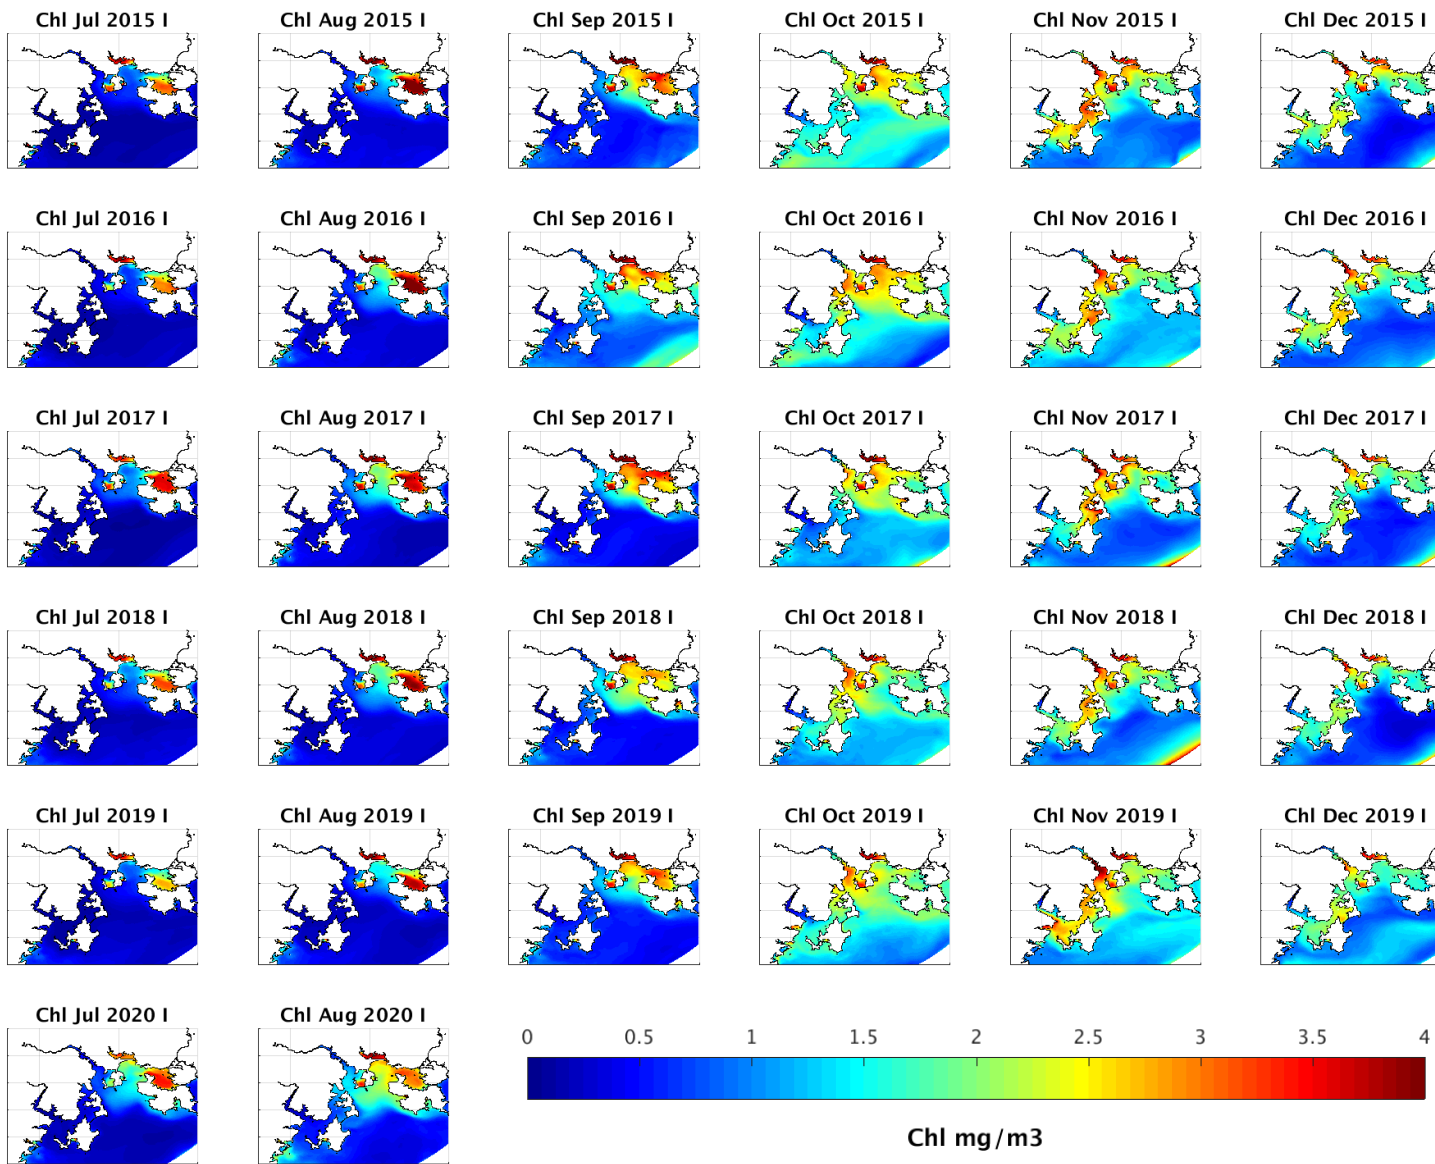 Chl Jul 2015 I
Chl Aug 2015 I
Chl Sep 2015 I
Chl Oct 2015 I
Chl Nov 2015 I
Chl Dec 2015 I
Chl Jul 2016 I
Chl Aug 2016 I
Chl Sep 2016 I
Chl Oct 2016 I
Chl Nov 2016 I
Chl Dec 2016 I
Chl Jul 2017 I
Chl Aug 2017 I
Chl Sep 2017 I
Chl Oct 2017 I
Chl Nov 2017 I
Chl Dec 2017 I
Chl Jul 2018 I
Chl Aug 2018 I
Chl Sep 2018 I
Chl Oct 2018 I
Chl Nov 2018 I
Chl Dec 2018 I
Chl Jul 2019 I
Chl Aug 2019 I
Chl Sep 2019 I
Chl Oct 2019 I
Chl Nov 2019 I
Chl Dec 2019 I
Chl Jul 2020 I
Chl Aug 2020 I
0 0.5 1 1.5 2 2.5 3 3.5 4
Chl mg/m3